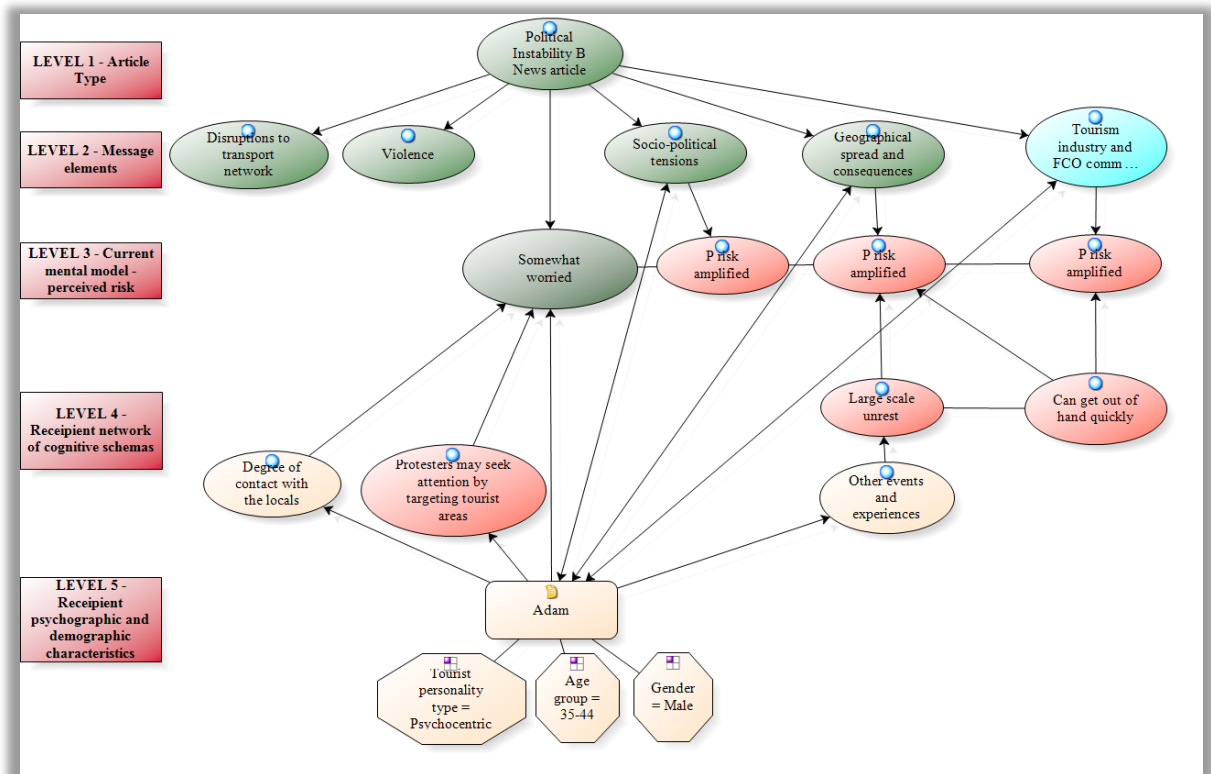 Political
Instability B
News article
LEVEL 1 - Article
Type
Disruptions to
transport
network
Violence
Socio-political
tensions
Geographical
spread and
consequences
Tourism
industry and
FCO comm ...
LEVEL 2 - Message
elements
LEVEL 3 - Current
mental model -
perceived risk
Somewhat
worried
P risk
amplified
P risk
amplified
P risk
amplified
LEVEL 4 -
Receipient network
of cognitive schemas
Large scale
unrest
Can get out of
hand quickly
Degree of
contact with
the locals
Protesters may seek
attention by
targeting tourist
areas
Other events
and
experiences
LEVEL 5 -
Receipient
psychographic and
demographic
characteristics
Adam
Tourist
personality
type =
Psychocentric
Age
group =
35-44
Gender
= Male